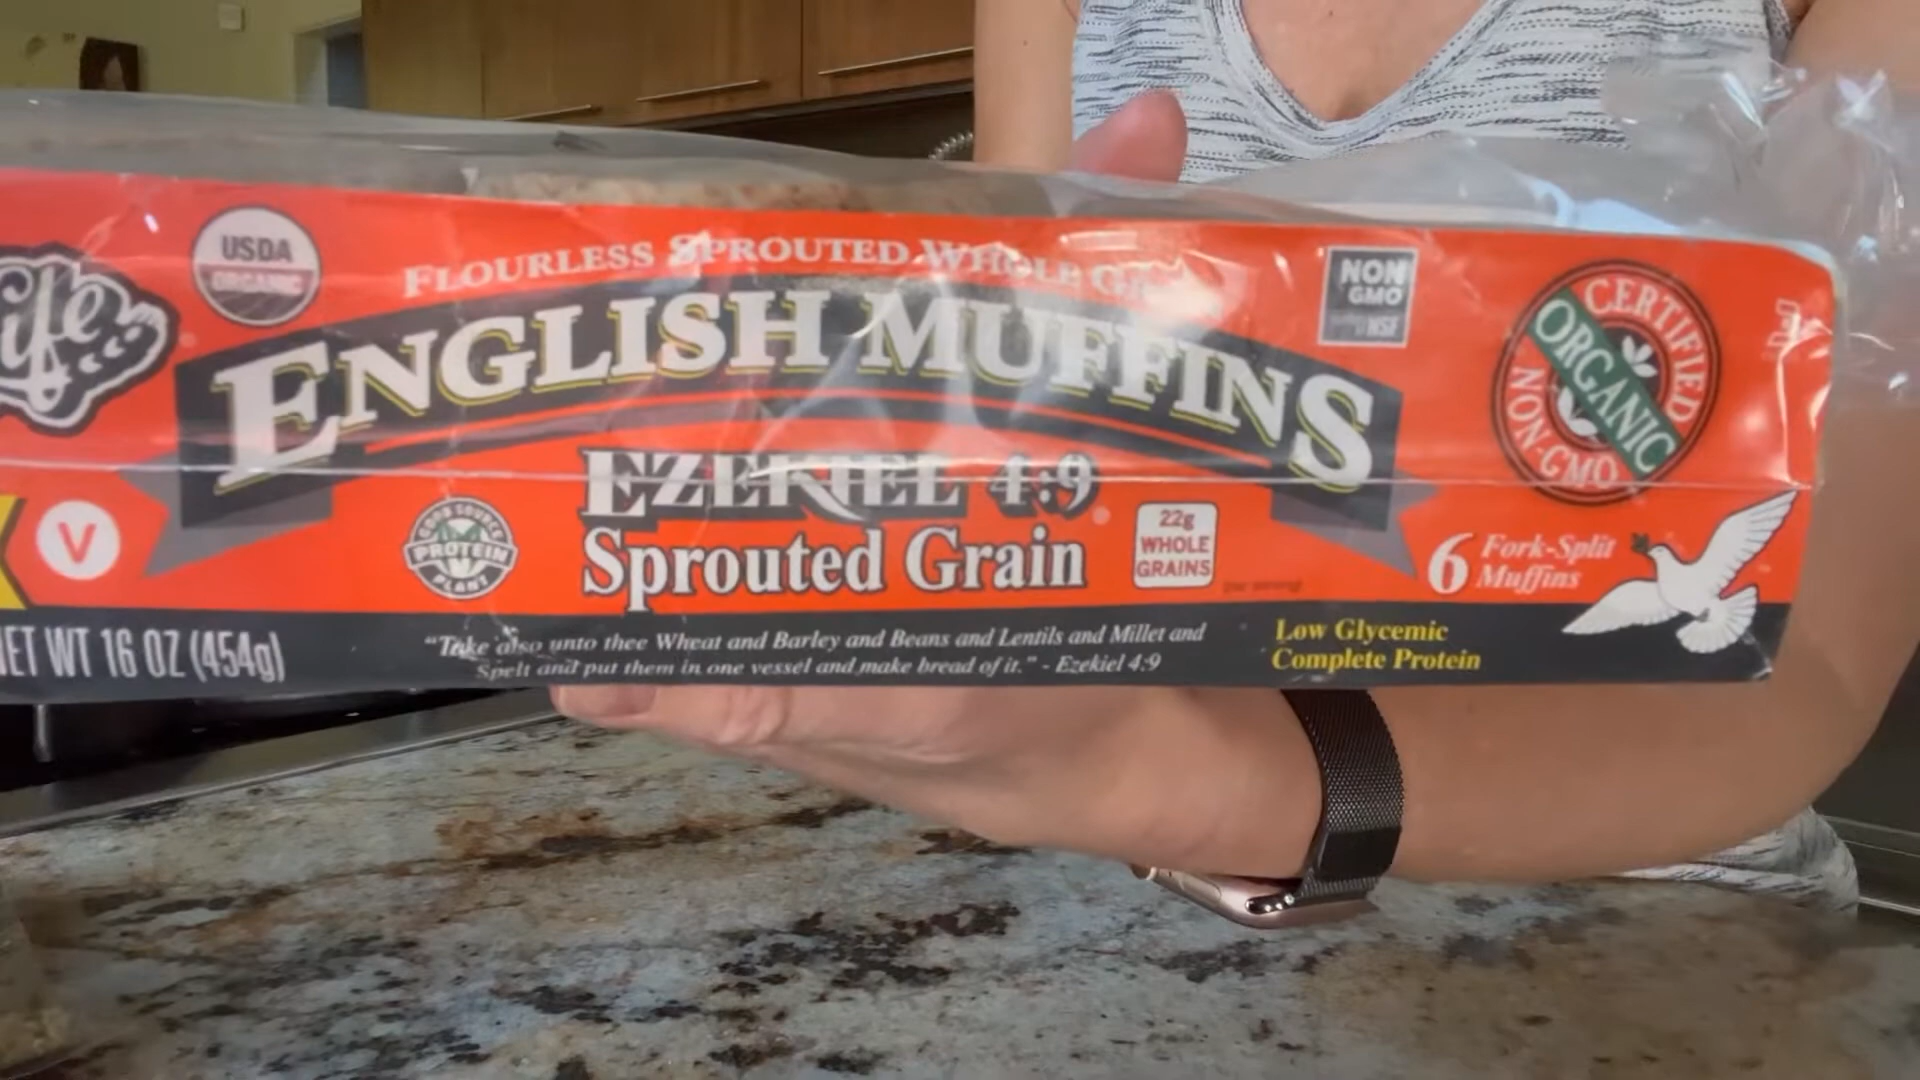 ife
USDA
ORGANIC
FLOURLESS SPROUTED WHOLE
ENGLISH MUFFINS
EZEKIEL 4:9
Sprouted Grain
V
GOOD SOURCE
PROTEIN
PLANT
22g
WHOLE
GRAINS
NON
GMO
NSF
CERTIFIED
ORGANIC
NON-GMO
6 Fork-Split
Muffins
NET WT 16 OZ (454g)
“Take also unto thee Wheat and Barley and Beans and Lentils and Millet and
Spelt and put them in one vessel and make bread of it.” - Ezekiel 4:9
Low Glycemic
Complete Protein